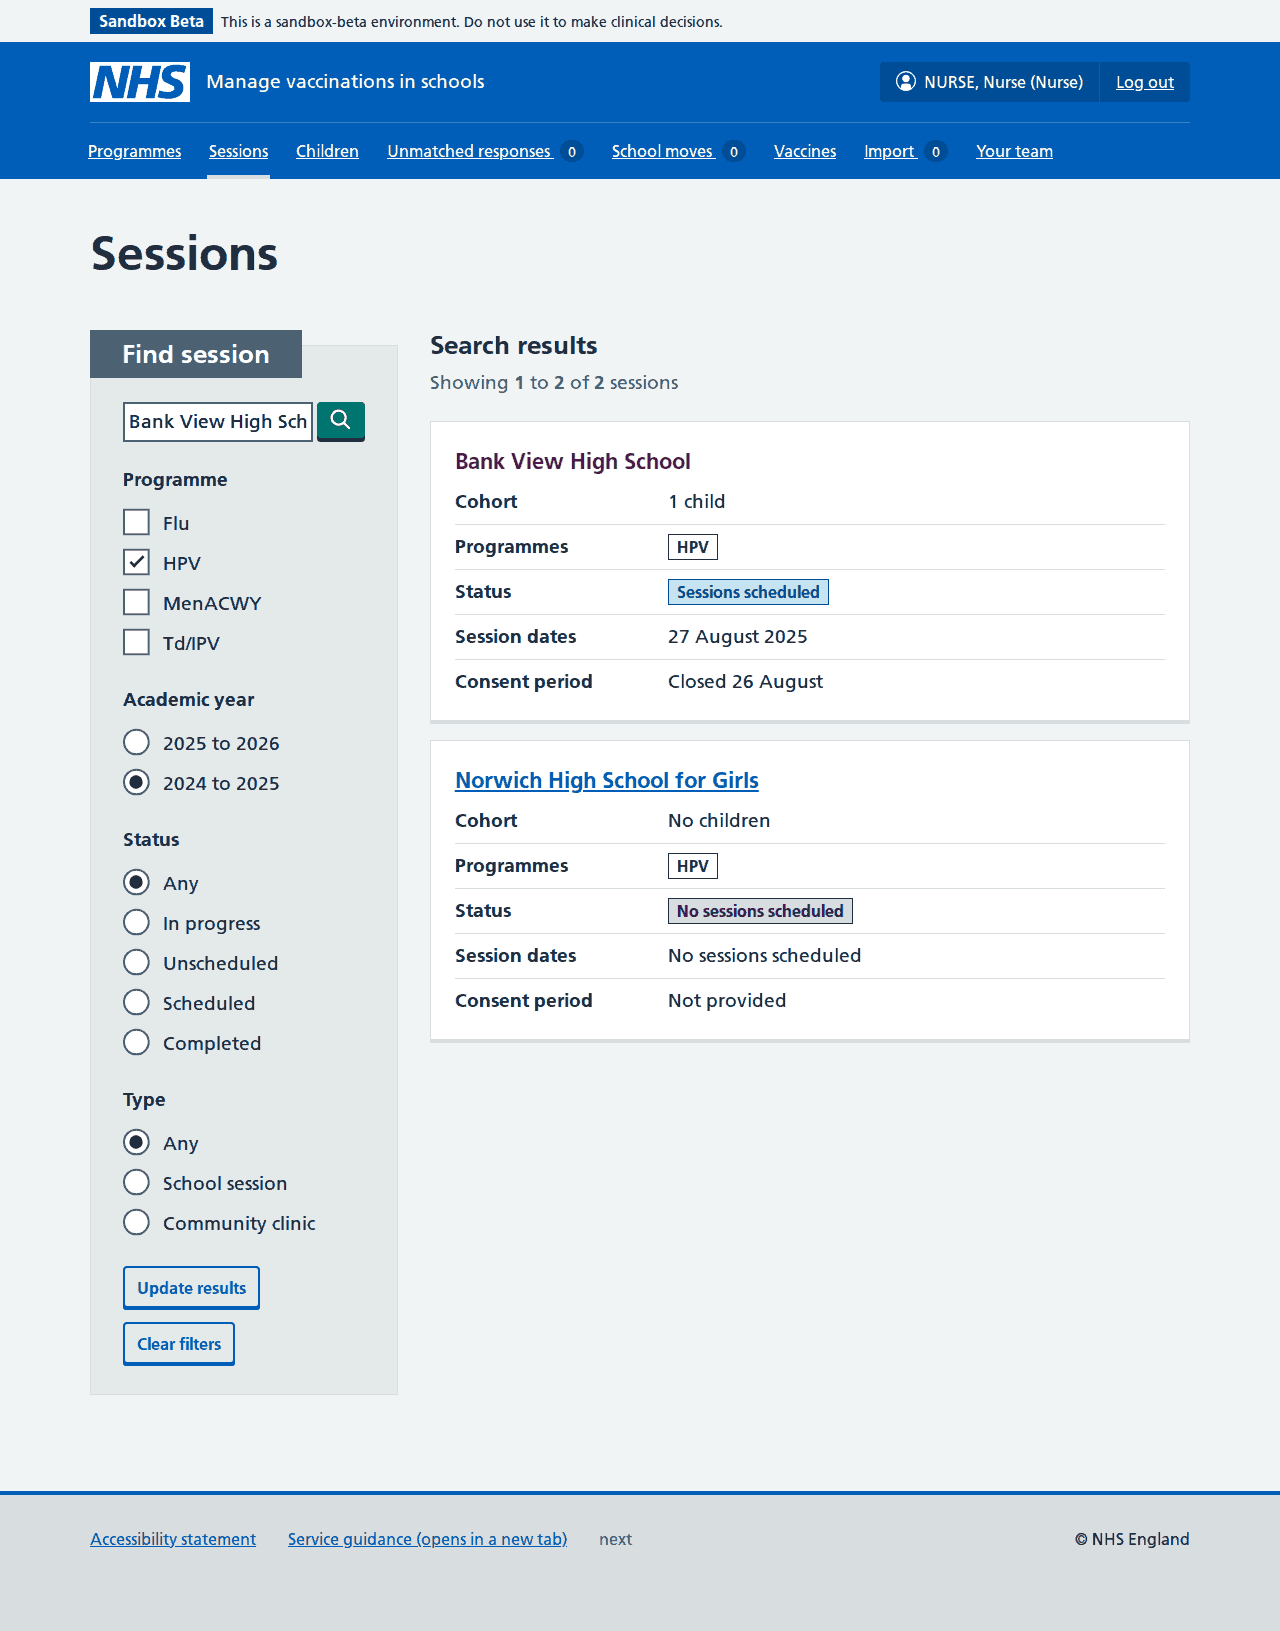 Sandbox Beta This is a sandbox-beta environment. Do not use it to make clinical decisions.
NHS Manage vaccinations in schools NURSE, Nurse (Nurse) Log out
Programmes Sessions Children Unmatched responses 0 School moves 0 Vaccines Import 0 Your team
Sessions
Find session
Bank View High Sch
Programme
Flu
HPV
MenACWY
Td/IPV
Academic year
2025 to 2026
2024 to 2025
Status
Any
In progress
Unscheduled
Scheduled
Completed
Type
Any
School session
Community clinic
Update results
Clear filters
Search results
Showing 1 to 2 of 2 sessions
Bank View High School
Cohort 1 child
Programmes HPV
Status Sessions scheduled
Session dates 27 August 2025
Consent period Closed 26 August
Norwich High School for Girls
Cohort No children
Programmes HPV
Status No sessions scheduled
Session dates No sessions scheduled
Consent period Not provided
Accessibility statement Service guidance (opens in a new tab) next © NHS England